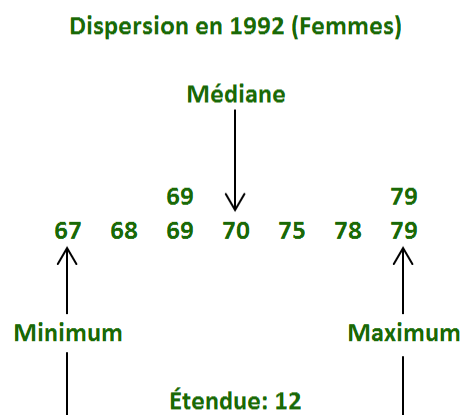 Dispersion en 1992 (Femmes)
Médiane
69 79
67 68 69 70 75 78 79
Minimum Maximum
Étendue: 12